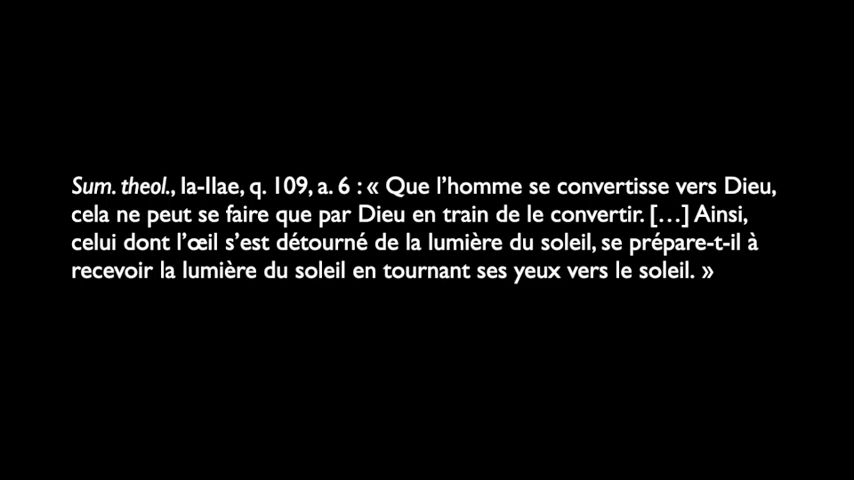 Sum. theol., Ia-IIae, q. 109, a. 6 : « Que l’homme se convertisse vers Dieu,
cela ne peut se faire que par Dieu en train de le convertir. […] Ainsi,
celui dont l’œil s’est détourné de la lumière du soleil, se prépare-t-il à
recevoir la lumière du soleil en tournant ses yeux vers le soleil. »